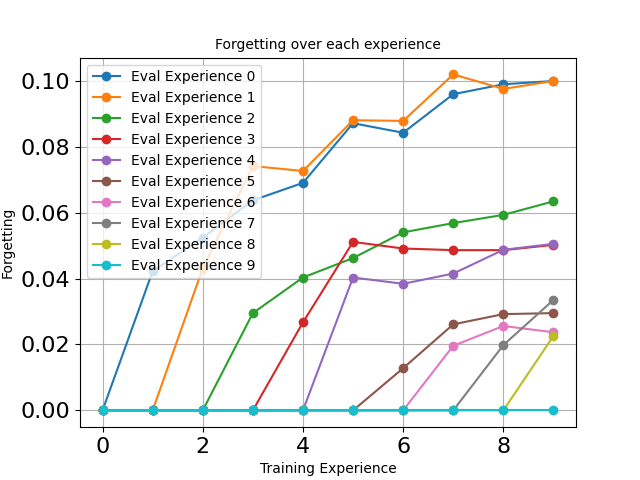 Forgetting over each experience
0.10
0.08
0.06
0.04
0.02
0.00
Forgetting
Eval Experience 0
Eval Experience 1
Eval Experience 2
Eval Experience 3
Eval Experience 4
Eval Experience 5
Eval Experience 6
Eval Experience 7
Eval Experience 8
Eval Experience 9
0 2 4 6 8
Training Experience